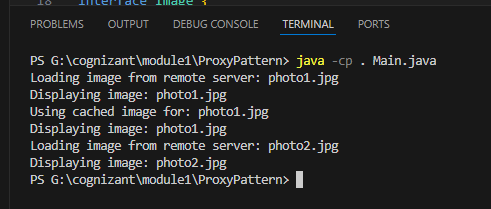 18 interface Image {
PROBLEMS OUTPUT DEBUG CONSOLE TERMINAL PORTS
PS G:\cognizant\module1\ProxyPattern> java -cp . Main.java
Loading image from remote server: photo1.jpg
Displaying image: photo1.jpg
Using cached image for: photo1.jpg
Displaying image: photo1.jpg
Loading image from remote server: photo2.jpg
Displaying image: photo2.jpg
PS G:\cognizant\module1\ProxyPattern>